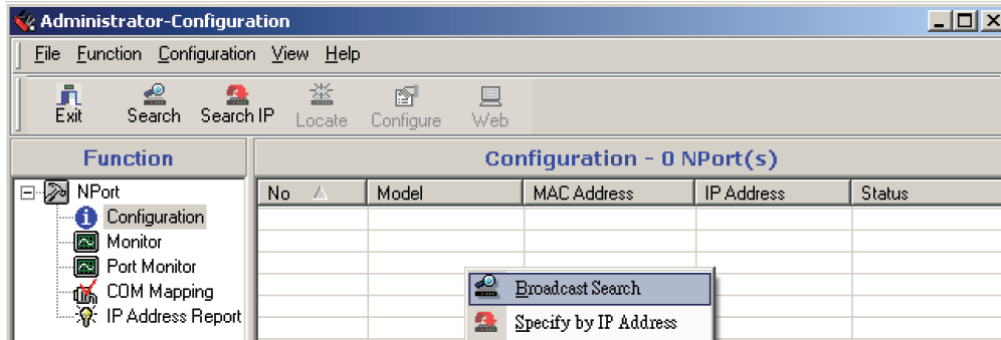 Administrator-Configuration
File Function Configuration View Help
Exit Search Search IP Locate Configure Web
Function
Configuration - 0 NPort(s)
NPort
Configuration
Monitor
Port Monitor
COM Mapping
IP Address Report
No Model MAC Address IP Address Status
Broadcast Search
Specify by IP Address